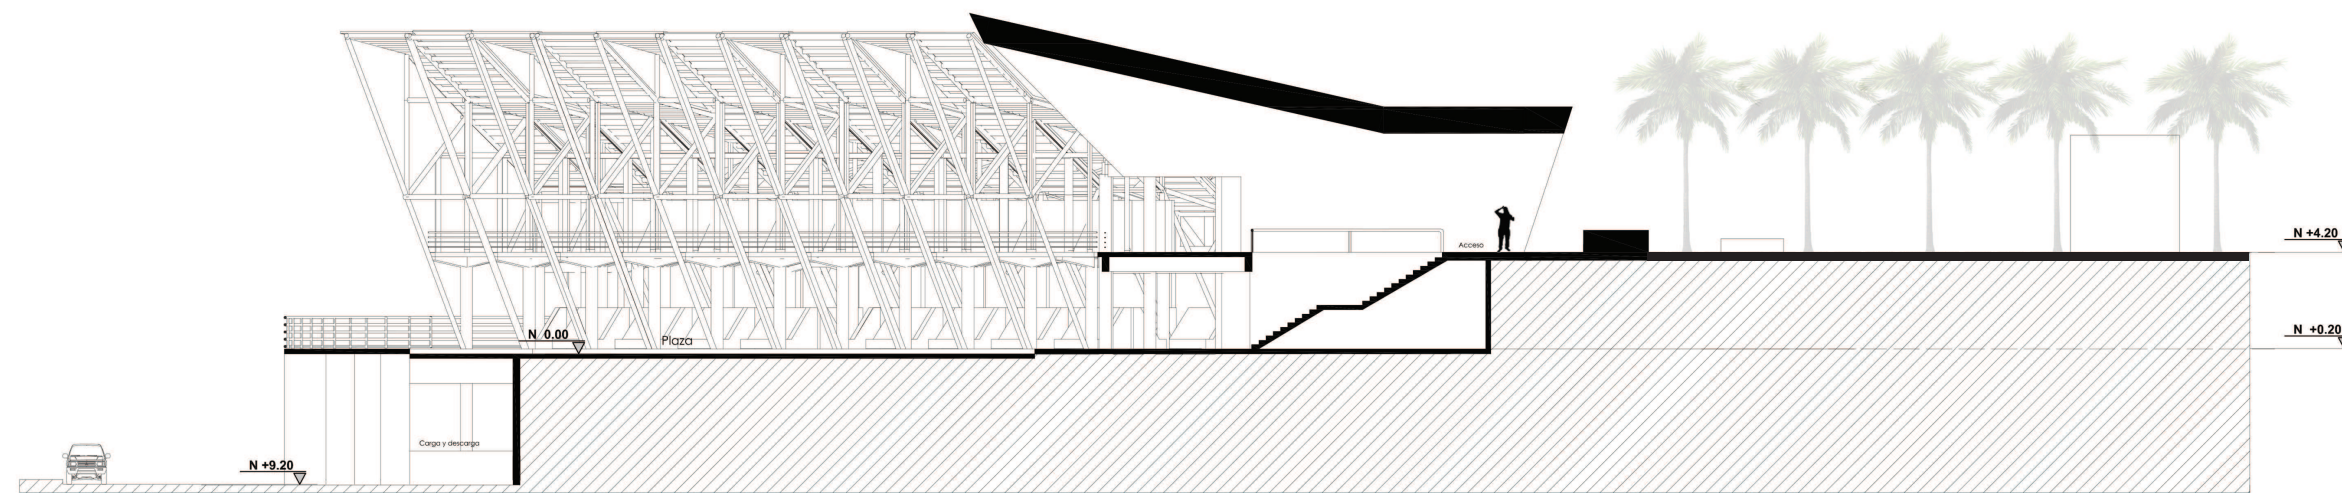 N +4.20
Acceso
N +0.20
N 0.00
Plaza
Carga y descarga
N +9.20